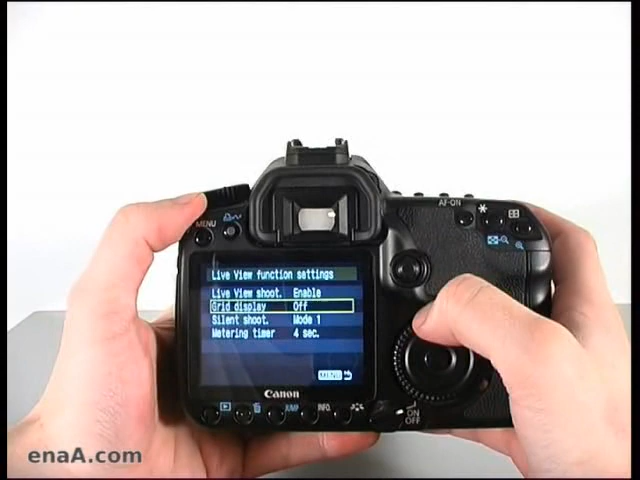 AF-ON
MENU
Live View function settings
Live View shoot. Enable
Grid display Off
Silent shoot. Mode 1
Metering timer 4 sec.
MENU
Canon
JUMP INFO.
ON
OFF
enaA.com